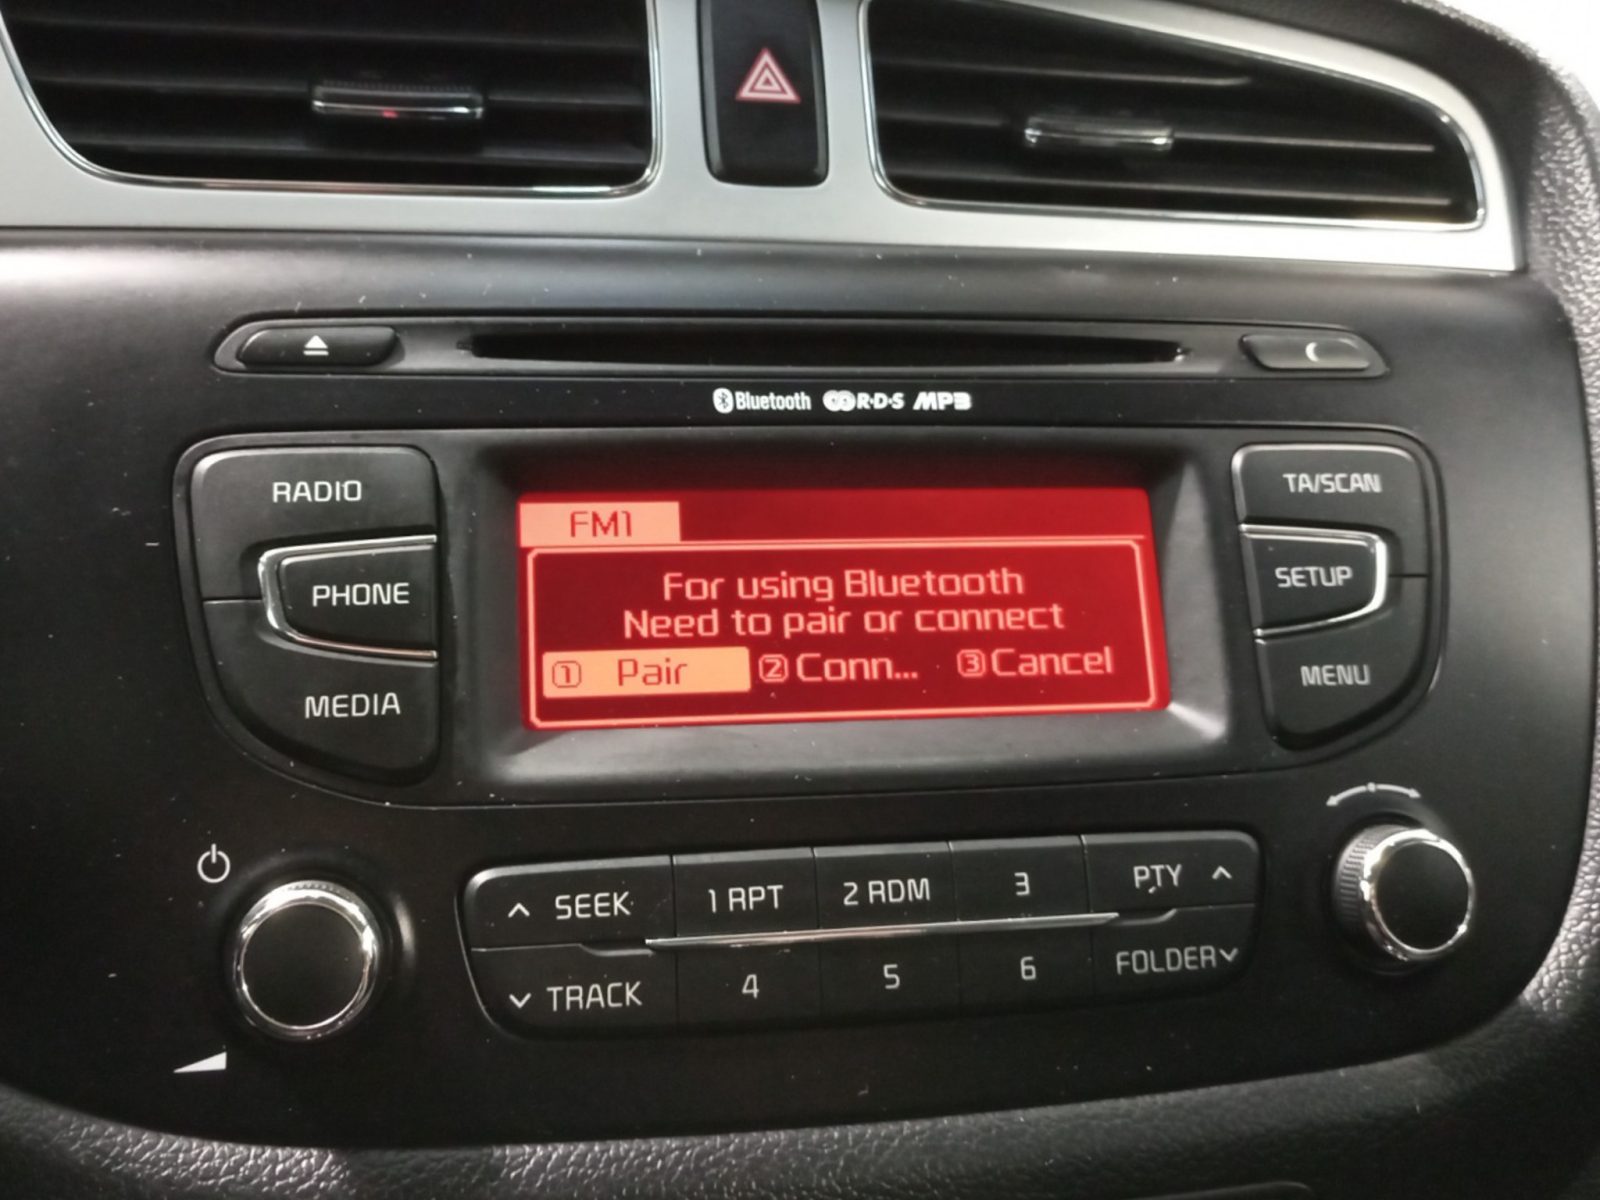 Bluetooth R·D·S MP3
RADIO
PHONE
MEDIA
FM1
For using Bluetooth
Need to pair or connect
1 Pair 2 Conn... 3 Cancel
TA/SCAN
SETUP
MENU
SEEK 1 RPT 2 RDM 3 PTY
TRACK 4 5 6 FOLDER